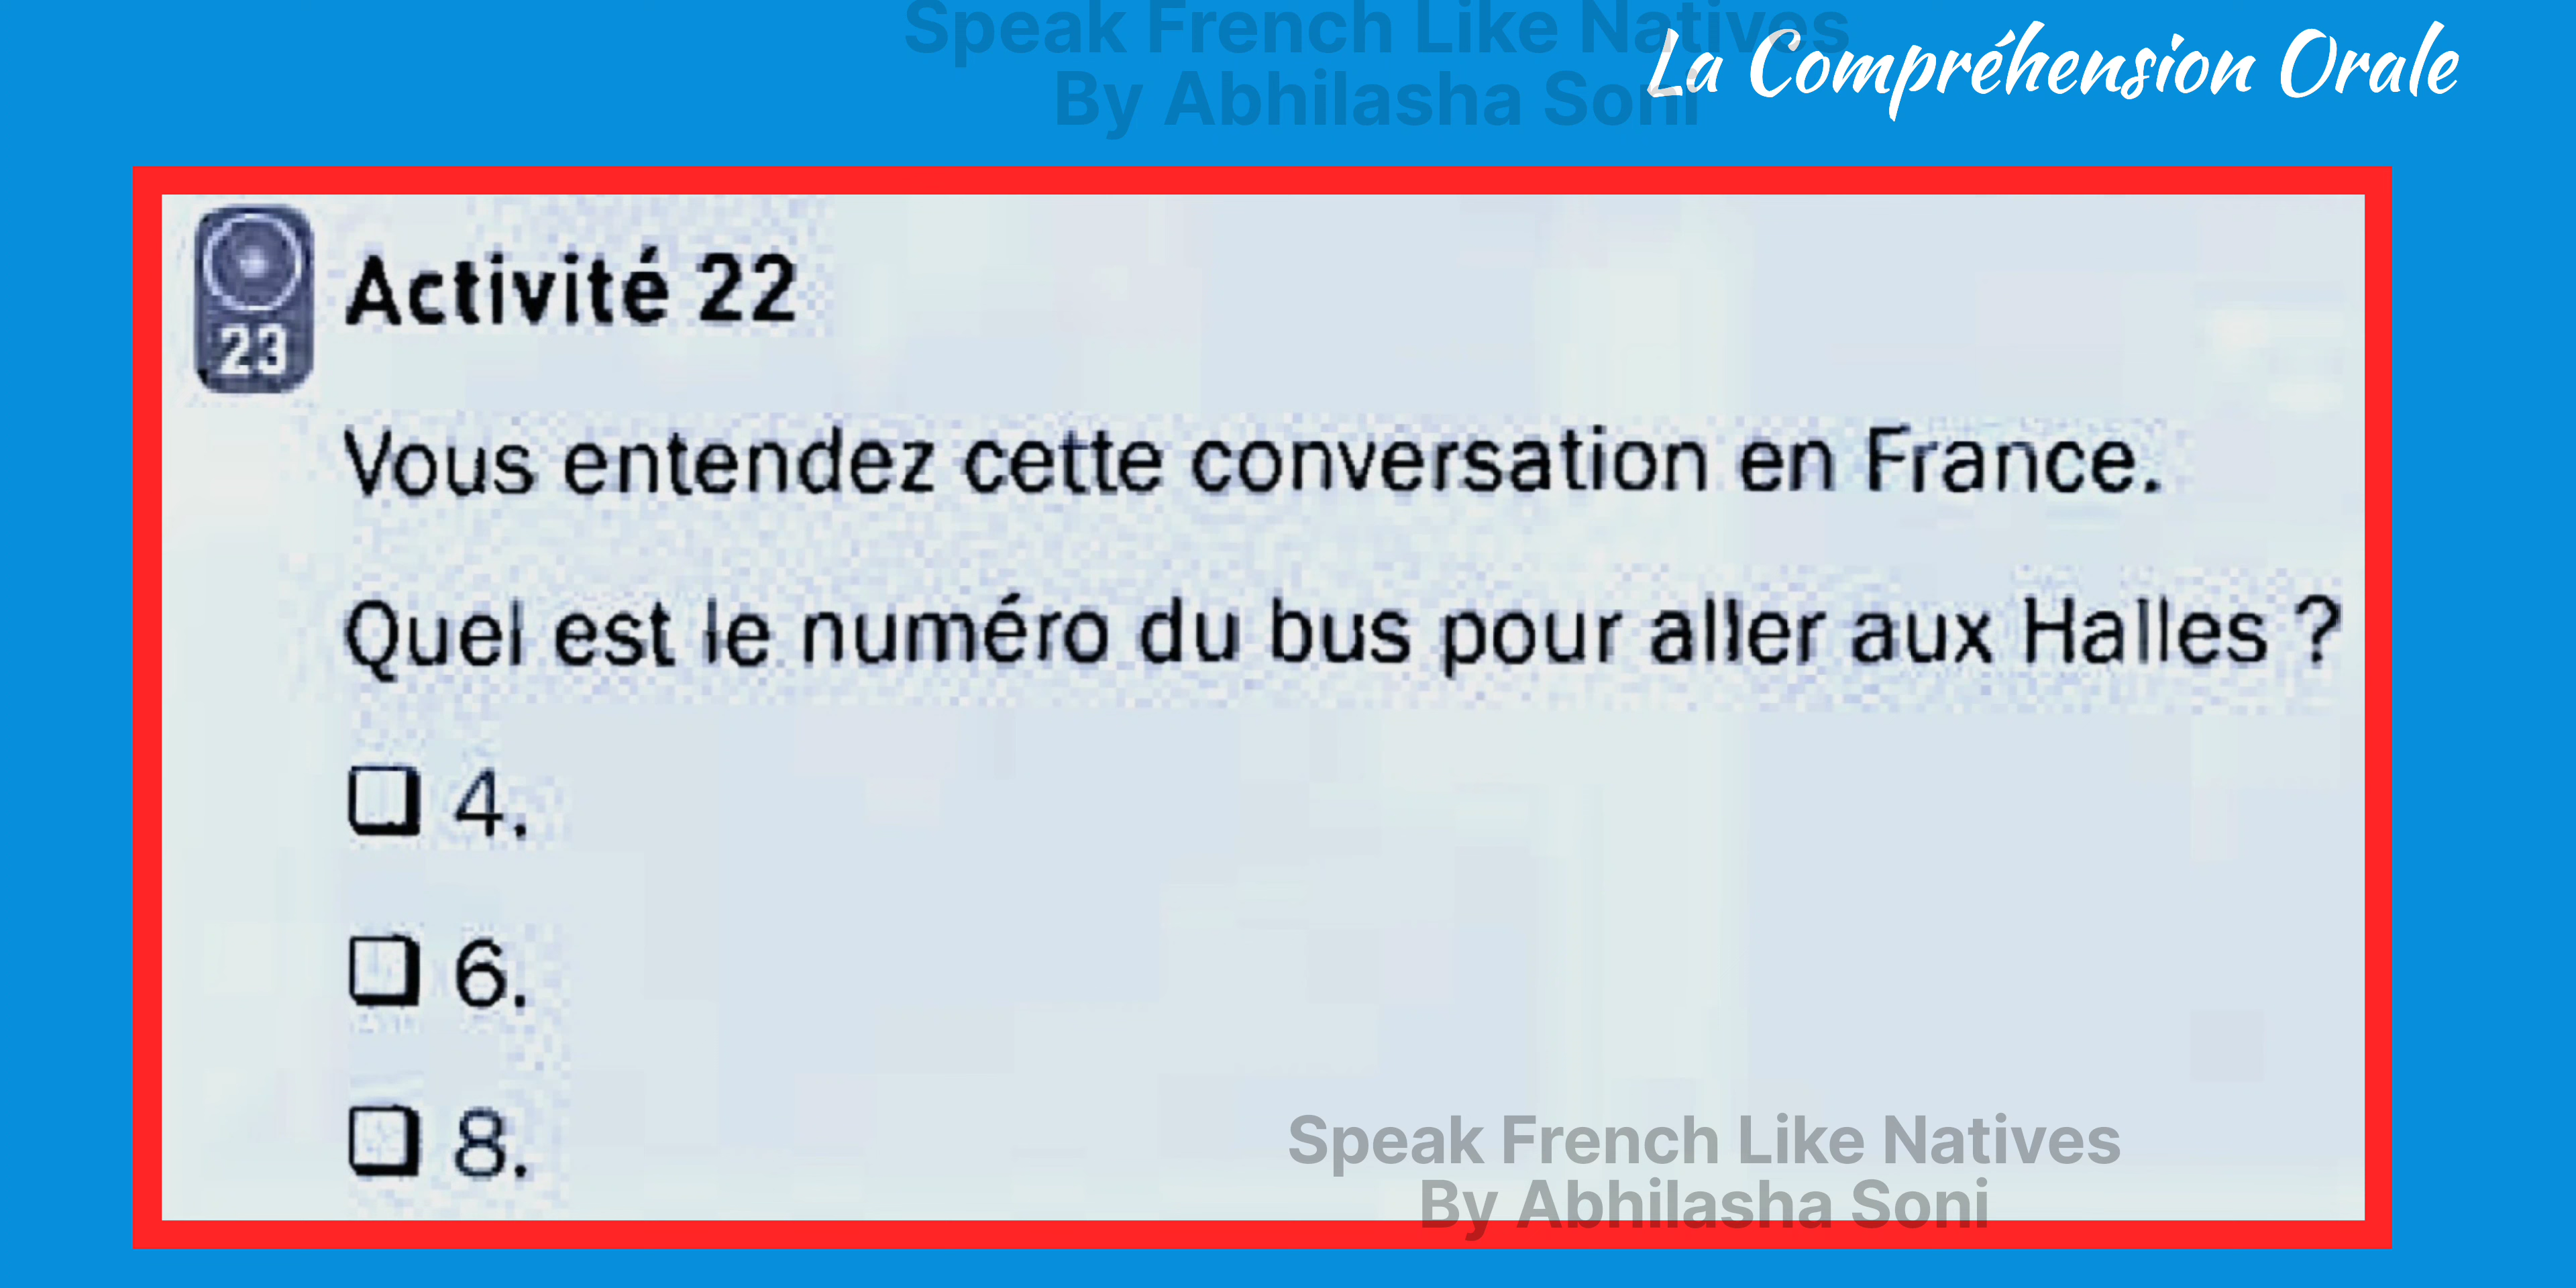 Speak French Like Natives
By Abhilasha Soni
La Compréhension Orale
23
Activité 22
Vous entendez cette conversation en France.
Quel est le numéro du bus pour aller aux Halles ?
4.
6.
8.
Speak French Like Natives
By Abhilasha Soni